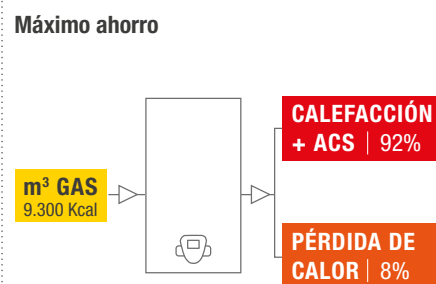 Máximo ahorro
CALEFACCIÓN
+ ACS | 92%
m³ GAS
9.300 Kcal
PÉRDIDA DE
CALOR | 8%